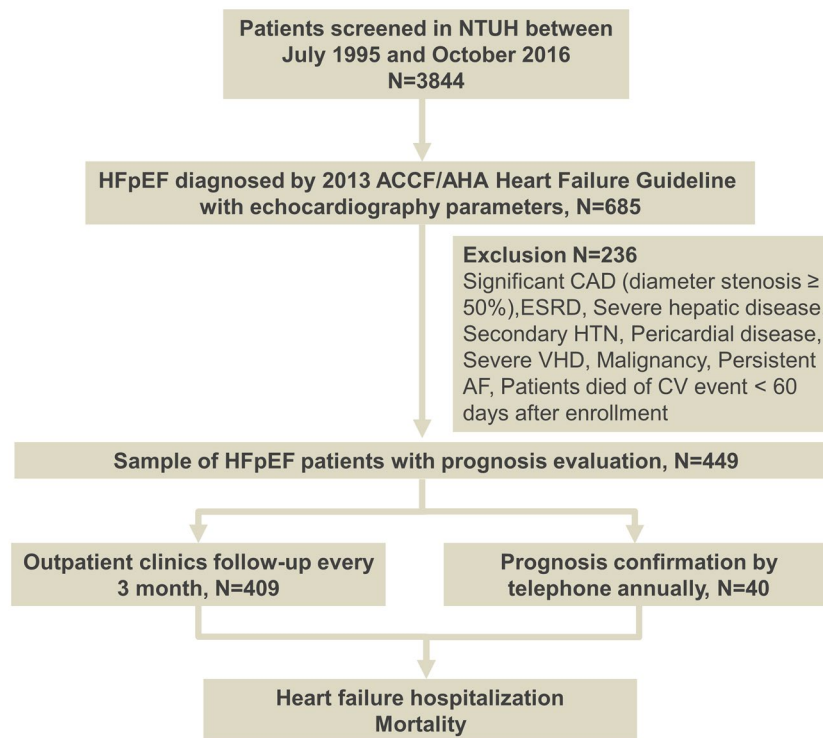 Patients screened in NTUH between
July 1995 and October 2016
N=3844
HFpEF diagnosed by 2013 ACCF/AHA Heart Failure Guideline
with echocardiography parameters, N=685
Exclusion N=236
Significant CAD (diameter stenosis ≥
50%),ESRD, Severe hepatic disease
Secondary HTN, Pericardial disease,
Severe VHD, Malignancy, Persistent
AF, Patients died of CV event < 60
days after enrollment
Sample of HFpEF patients with prognosis evaluation, N=449
Outpatient clinics follow-up every
3 month, N=409
Prognosis confirmation by
telephone annually, N=40
Heart failure hospitalization
Mortality